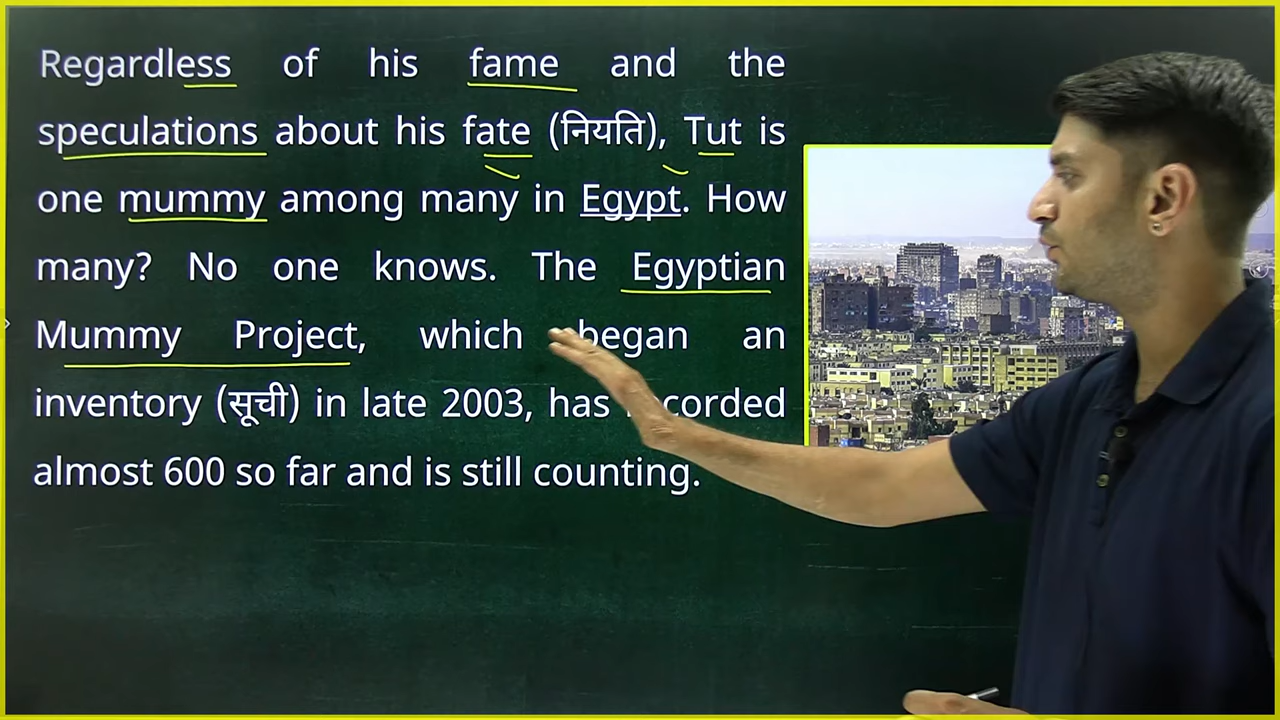 Regardless of his fame and the
speculations about his fate (नियति), Tut is
one mummy among many in Egypt. How
many? No one knows. The Egyptian
Mummy Project, which began an
inventory (सूची) in late 2003, has recorded
almost 600 so far and is still counting.